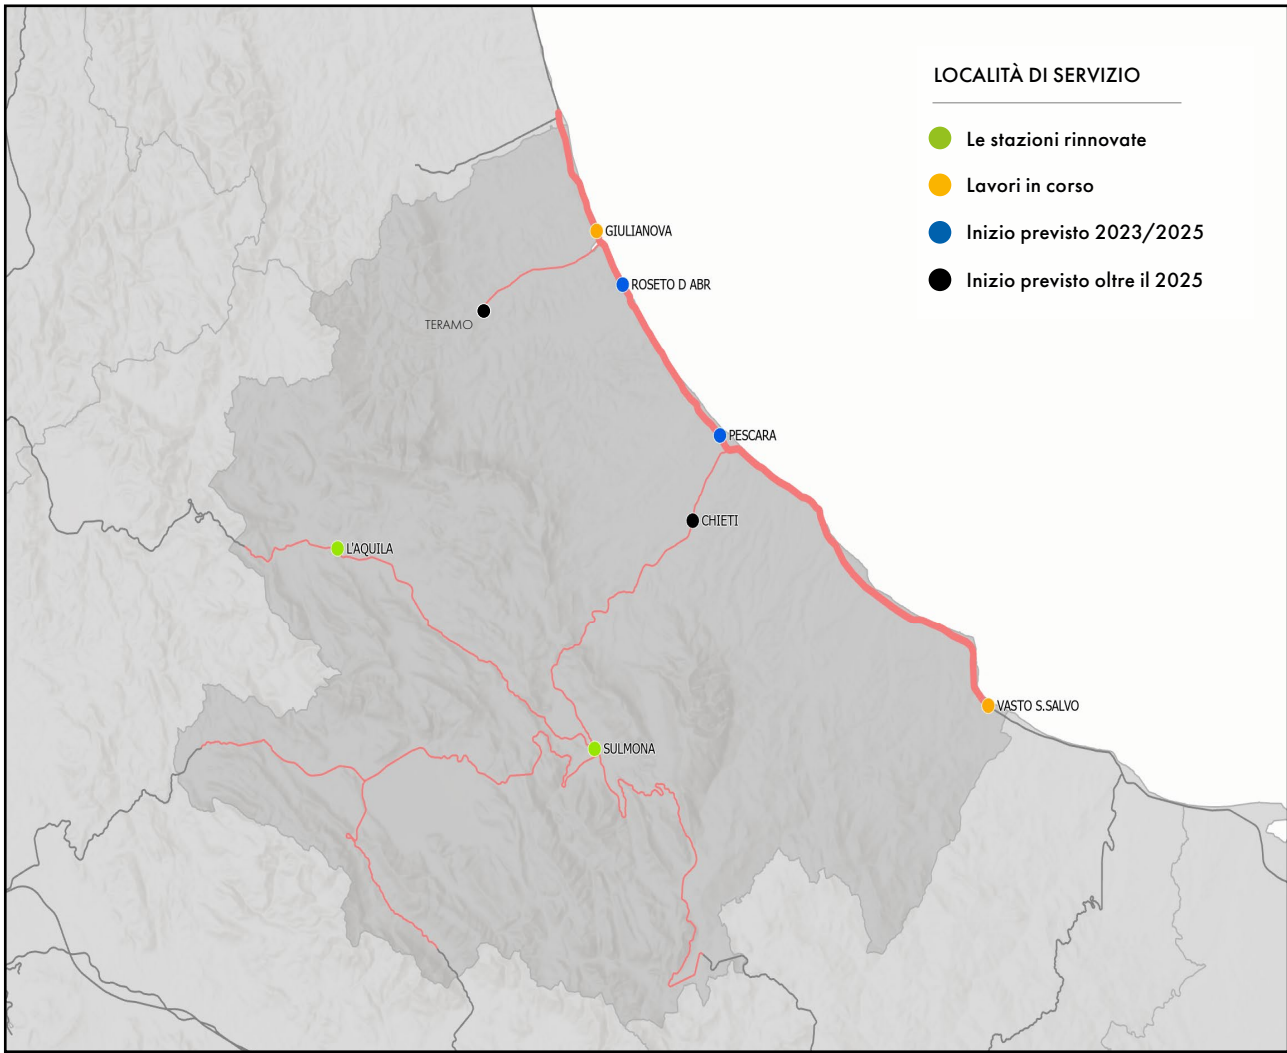 LOCALITÀ DI SERVIZIO
Le stazioni rinnovate
Lavori in corso
Inizio previsto 2023/2025
Inizio previsto oltre il 2025
GIULIANOVA
ROSETO D ABR
TERAMO
PESCARA
CHIETI
L'AQUILA
VASTO S.SALVO
SULMONA